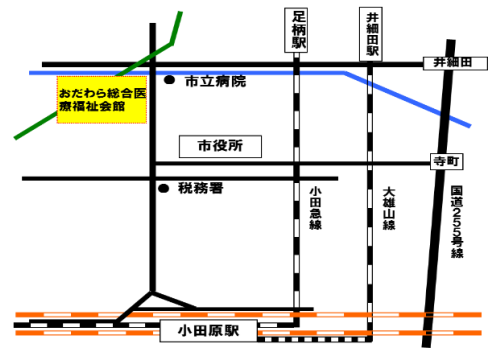 足柄駅
井細田駅
井細田
市立病院
おだわら総合医
療福祉会館
市役所
寺町
税務署
小田急線
大雄山線
国道255号線
小田原駅